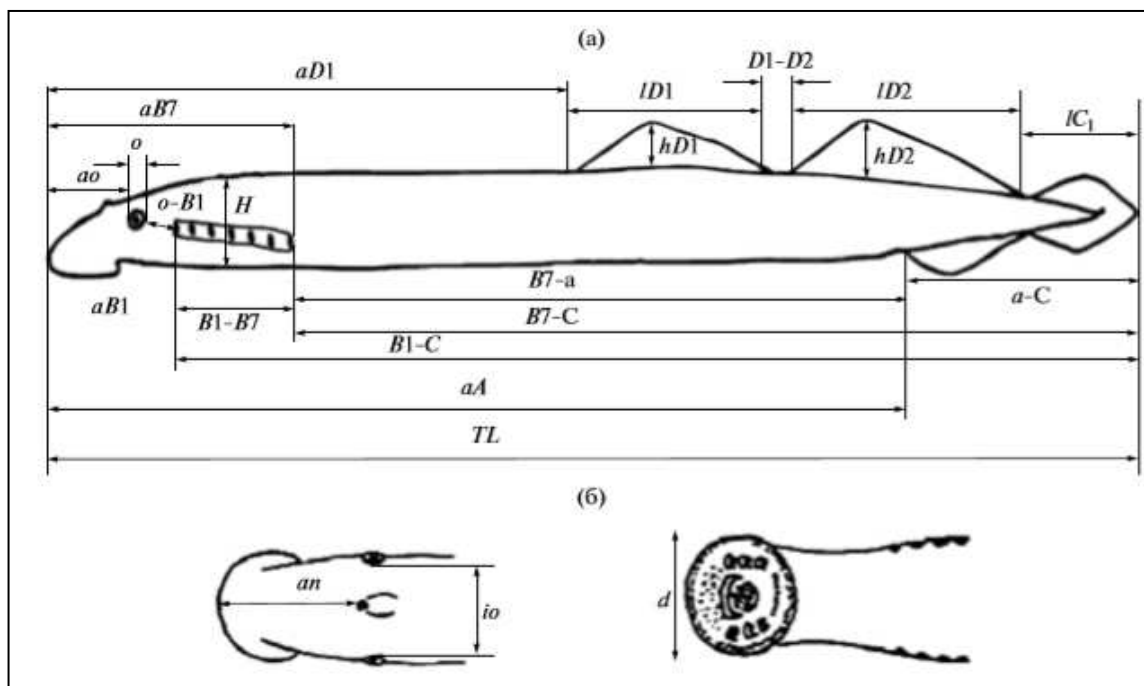 (а)
aD1
D1–D2
lD1
lD2
aB7
lC₁
o
hD1
hD2
ao
o-B1
H
B7-a
a-C
aB1
B1-B7
B7-C
B1-C
aA
TL
(б)
an
io
d